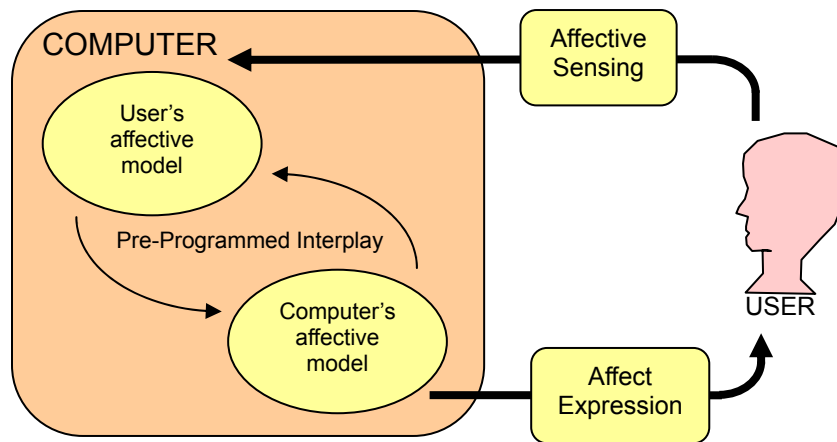 COMPUTER
Affective
Sensing
User’s
affective
model
Pre-Programmed Interplay
Computer’s
affective
model
USER
Affect
Expression